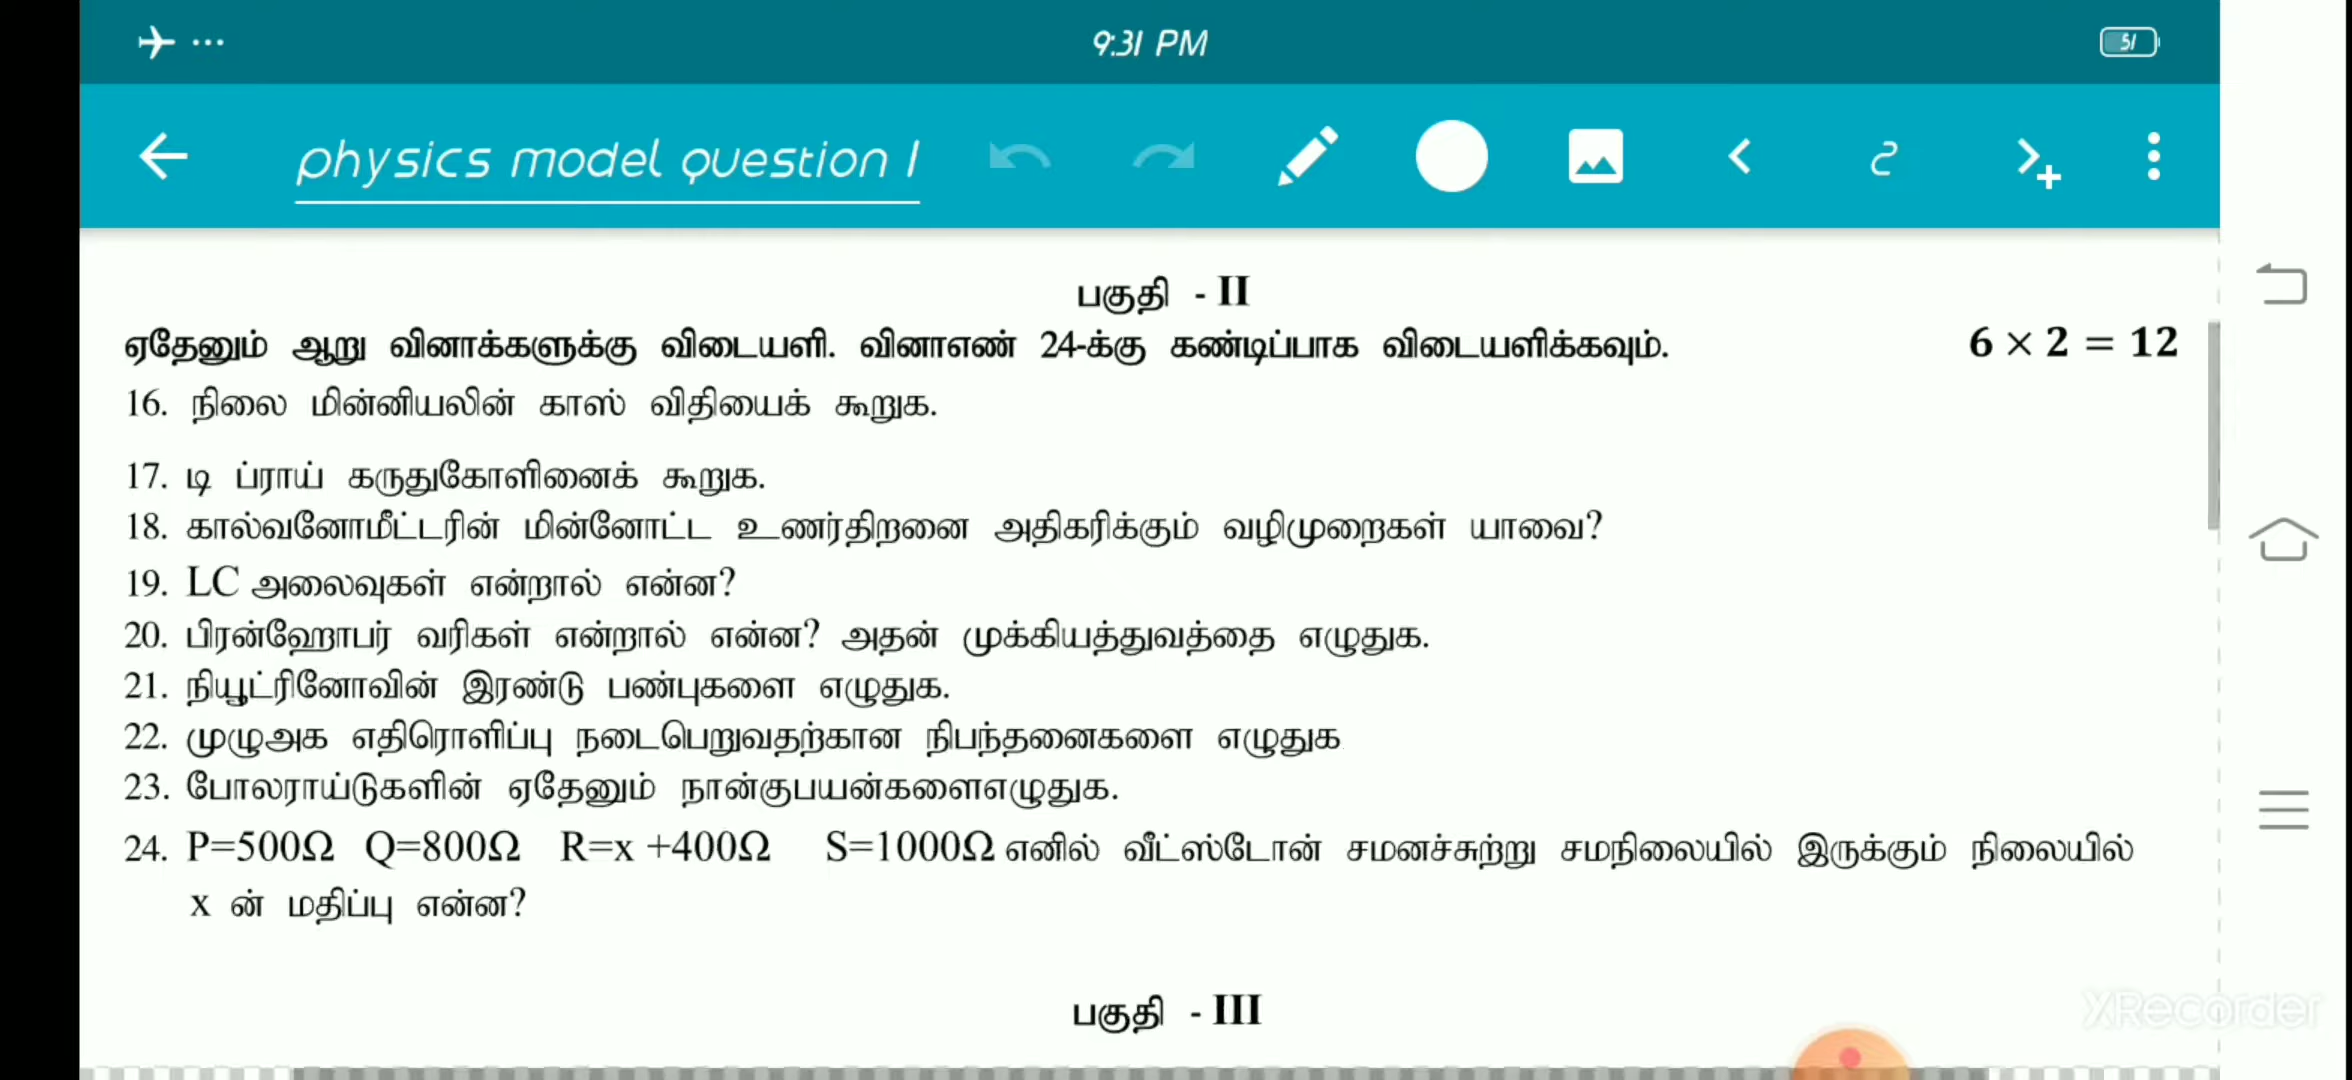 9:31 PM
51
physics model question 1
2
பகுதி - II
ஏதேனும் ஆறு வினாக்களுக்கு விடையளி. வினாஎண் 24-க்கு கண்டிப்பாக விடையளிக்கவும். 6 × 2 = 12
16. நிலை மின்னியலின் காஸ் விதியைக் கூறுக.
17. டி ப்ராய் கருதுகோளினைக் கூறுக.
18. கால்வனோமீட்டரின் மின்னோட்ட உணர்திறனை அதிகரிக்கும் வழிமுறைகள் யாவை?
19. LC அலைவுகள் என்றால் என்ன?
20. பிரன்ஹோபர் வரிகள் என்றால் என்ன? அதன் முக்கியத்துவத்தை எழுதுக.
21. நியூட்ரினோவின் இரண்டு பண்புகளை எழுதுக.
22. முழுஅக எதிரொளிப்பு நடைபெறுவதற்கான நிபந்தனைகளை எழுதுக
23. போலராய்டுகளின் ஏதேனும் நான்குபயன்களைஎழுதுக.
24. P=500Ω Q=800Ω R=x +400Ω S=1000Ω எனில் வீட்ஸ்டோன் சமனச்சுற்று சமநிலையில் இருக்கும் நிலையில்
x ன் மதிப்பு என்ன?
பகுதி - III
XRecorder